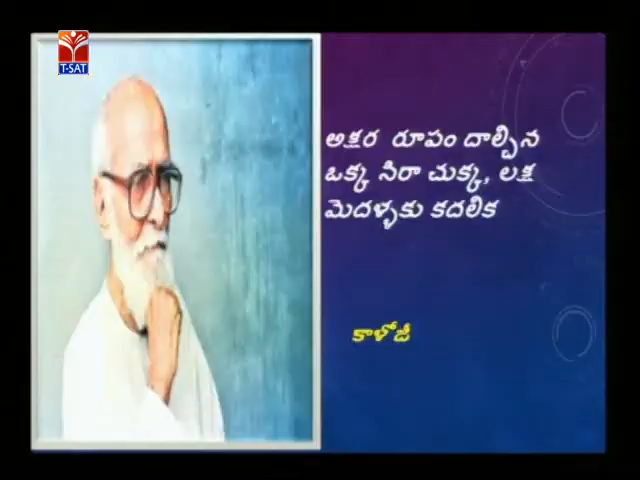 T-SAT
అక్షర రూపం దాల్చిన
ఒక్క సిరా చుక్క, లక్ష
మెదళ్ళకు కదలిక
కాళోజీ